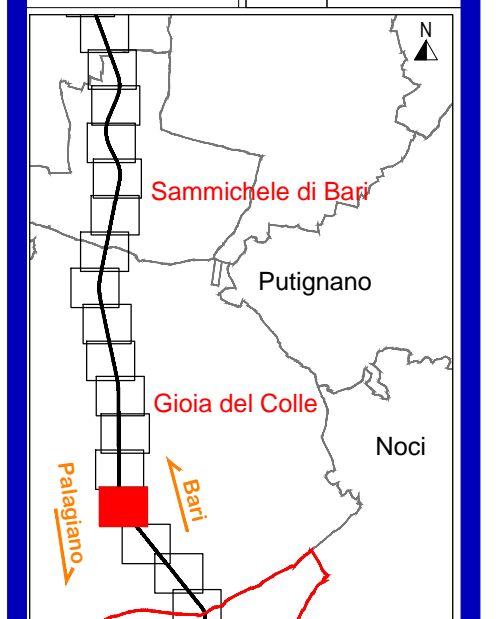 N
Sammichele di Bari
Putignano
Gioia del Colle
Noci
Palagiano
Bari